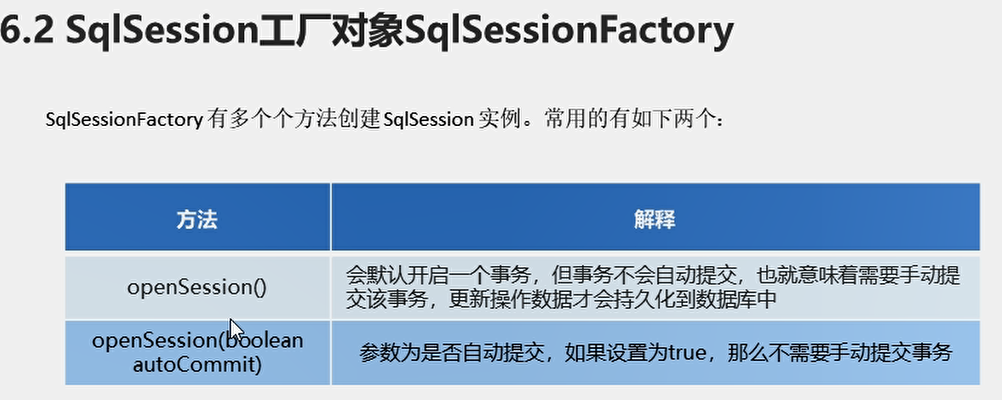 6.2 SqlSession工厂对象SqlSessionFactory
SqlSessionFactory 有多个个方法创建 SqlSession 实例。常用的有如下两个：
方法
解释
openSession()
会默认开启一个事务，但事务不会自动提交，也就意味着需要手动提
交该事务，更新操作数据才会持久化到数据库中
openSession(boolean
autoCommit)
参数为是否自动提交，如果设置为true，那么不需要手动提交事务